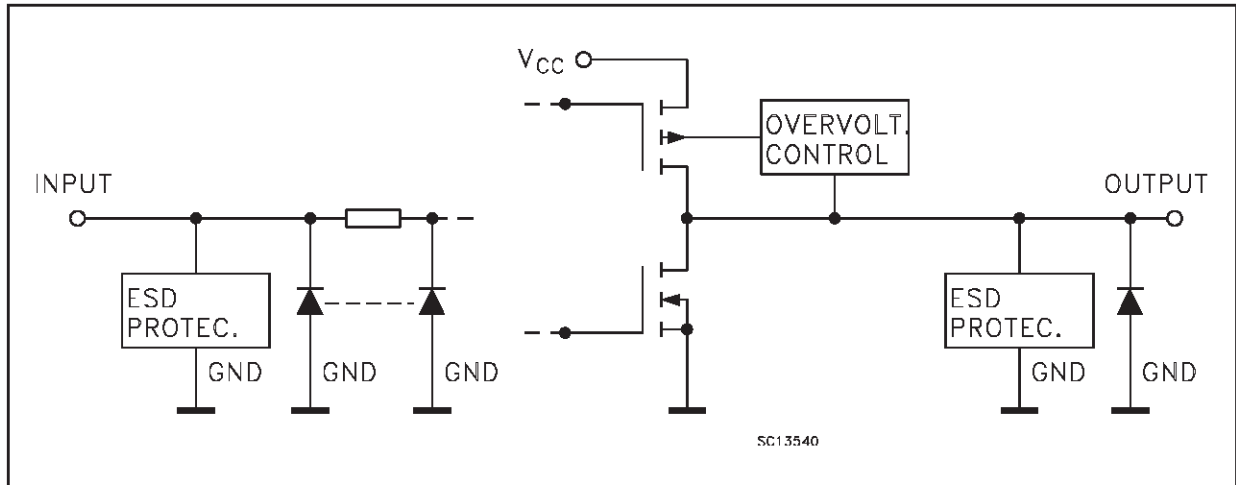 VCC
OVERVOLT.
CONTROL
INPUT
OUTPUT
ESD
PROTEC.
ESD
PROTEC.
GND
GND
GND
GND
GND
SC13540